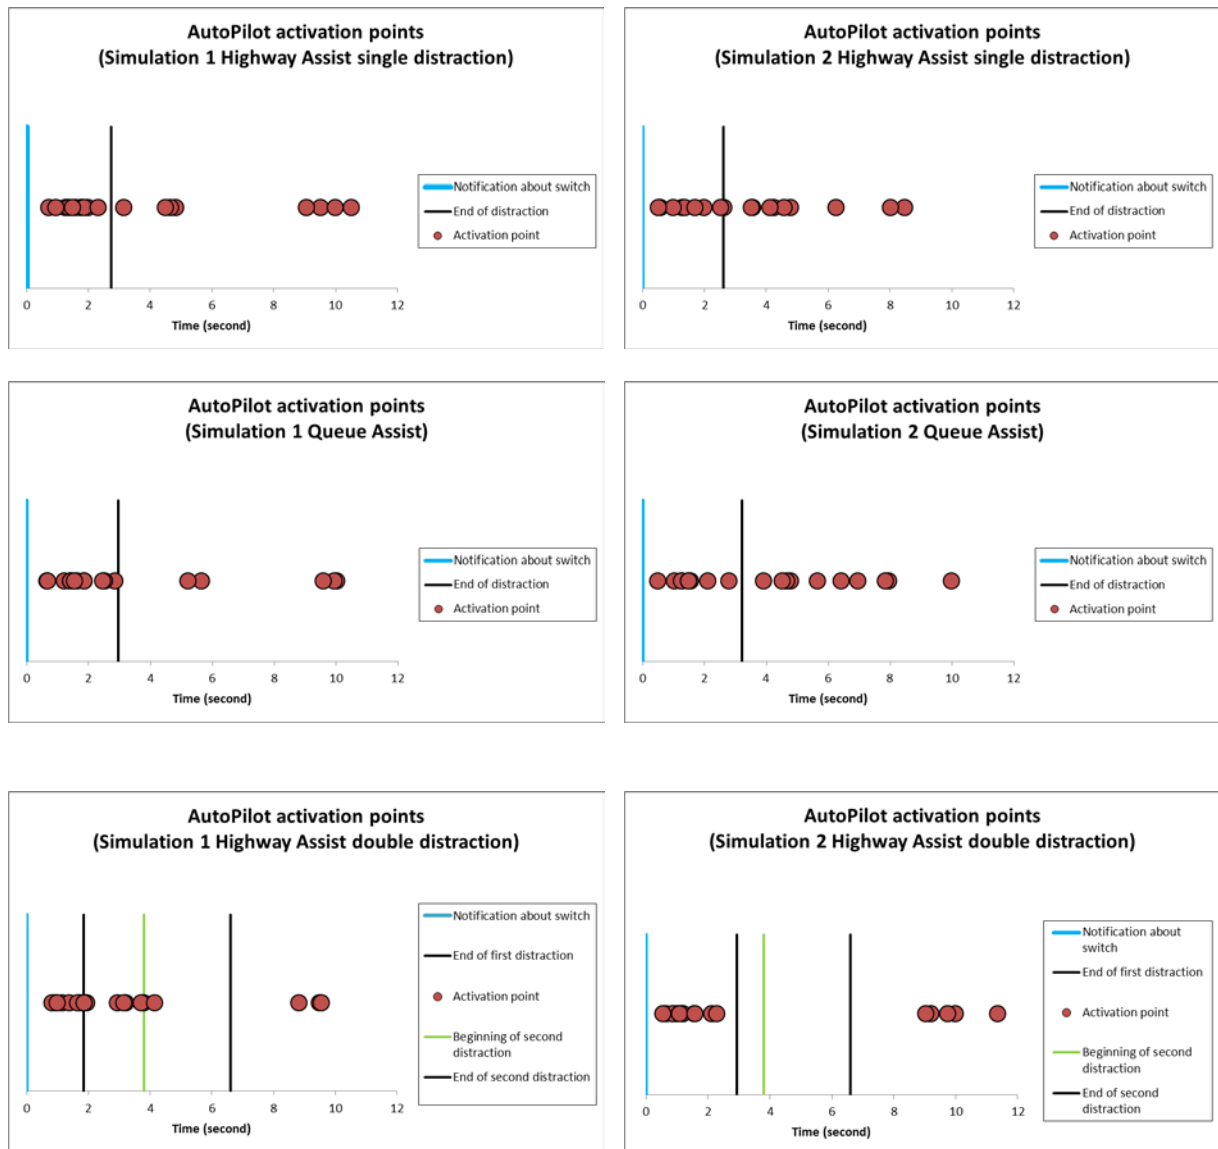 AutoPilot activation points
(Simulation 1 Highway Assist single distraction)
Notification about switch
End of distraction
Activation point
0 2 4 6 8 10 12
Time (second)
AutoPilot activation points
(Simulation 2 Highway Assist single distraction)
Notification about switch
End of distraction
Activation point
0 2 4 6 8 10 12
Time (second)
AutoPilot activation points
(Simulation 1 Queue Assist)
Notification about switch
End of distraction
Activation point
0 2 4 6 8 10 12
Time (second)
AutoPilot activation points
(Simulation 2 Queue Assist)
Notification about switch
End of distraction
Activation point
0 2 4 6 8 10 12
Time (second)
AutoPilot activation points
(Simulation 1 Highway Assist double distraction)
Notification about switch
End of first distraction
Activation point
Beginning of second
distraction
End of second distraction
0 2 4 6 8 10 12
Time (second)
AutoPilot activation points
(Simulation 2 Highway Assist double distraction)
Notification about
switch
End of first distraction
Activation point
Beginning of second
distraction
End of second
distraction
0 2 4 6 8 10 12
Time (second)